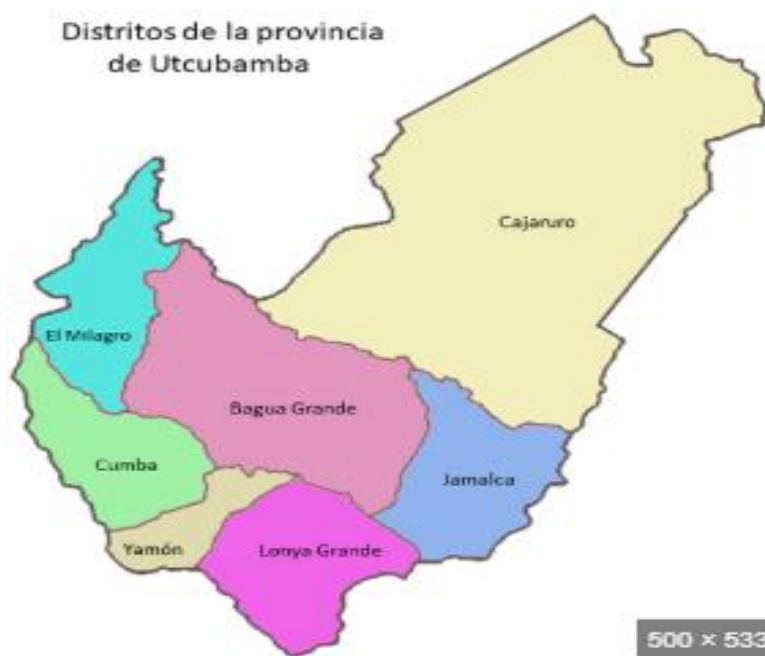 Distritos de la provincia
de Utcubamba
Cajaruro
El Milagro
Bagua Grande
Cumba
Jamalca
Yamón
Lonya Grande
500 × 533